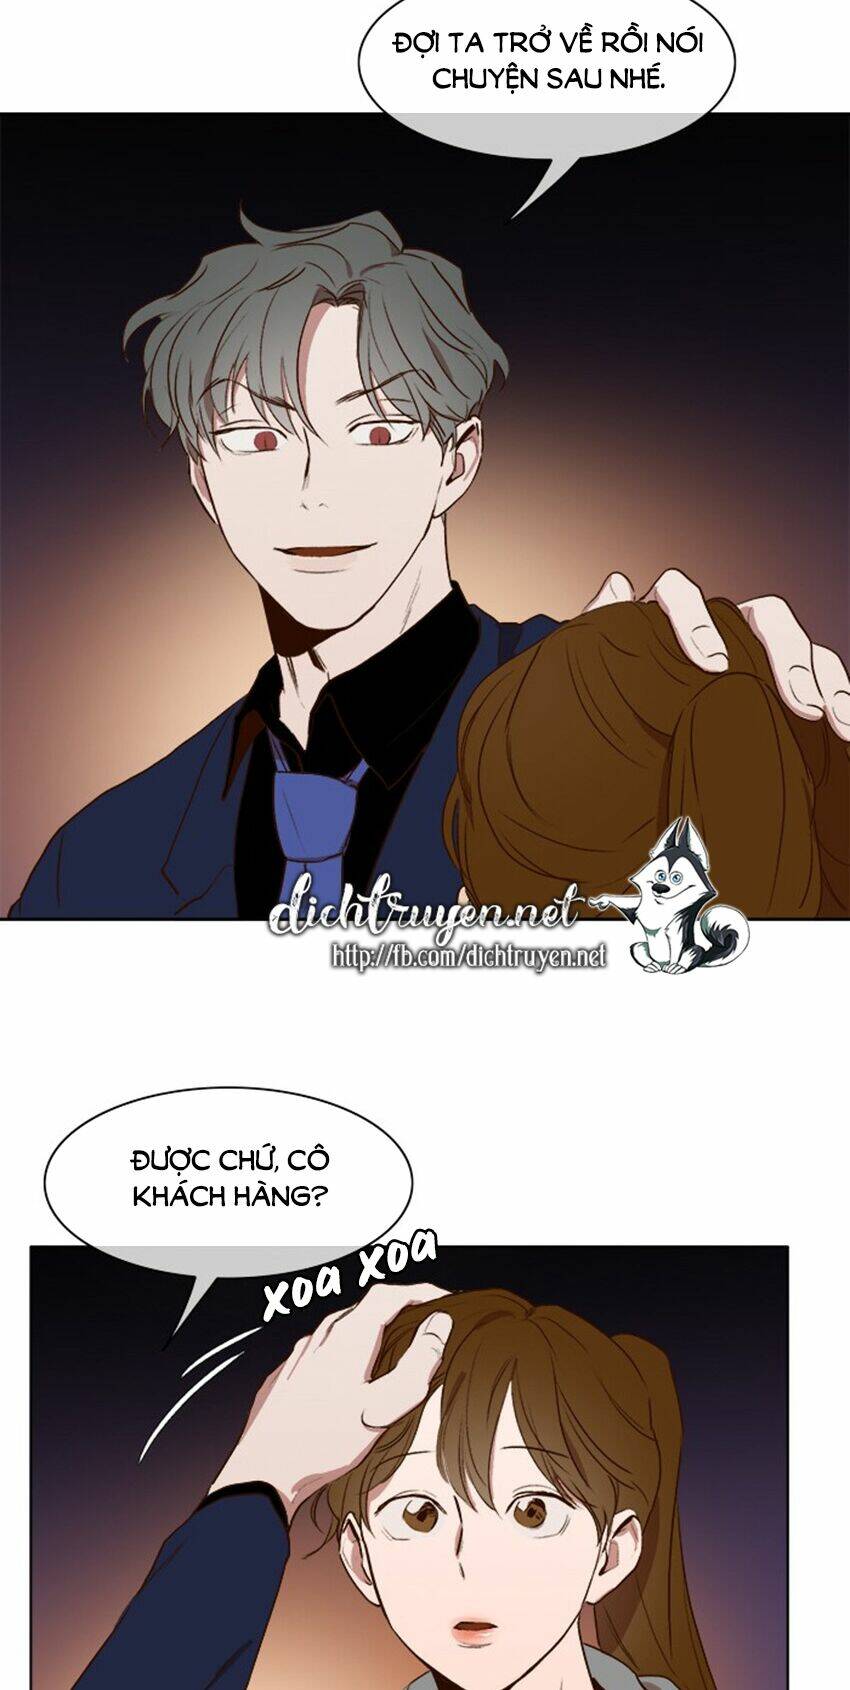 ĐỢI TA TRỞ VỀ RỒI NÓI
CHUYỆN SAU NHÉ.
dichtruyen.net
http://fb.com/dichtruyen.net
ĐƯỢC CHỨ, CÔ
KHÁCH HÀNG?
xoa xoa